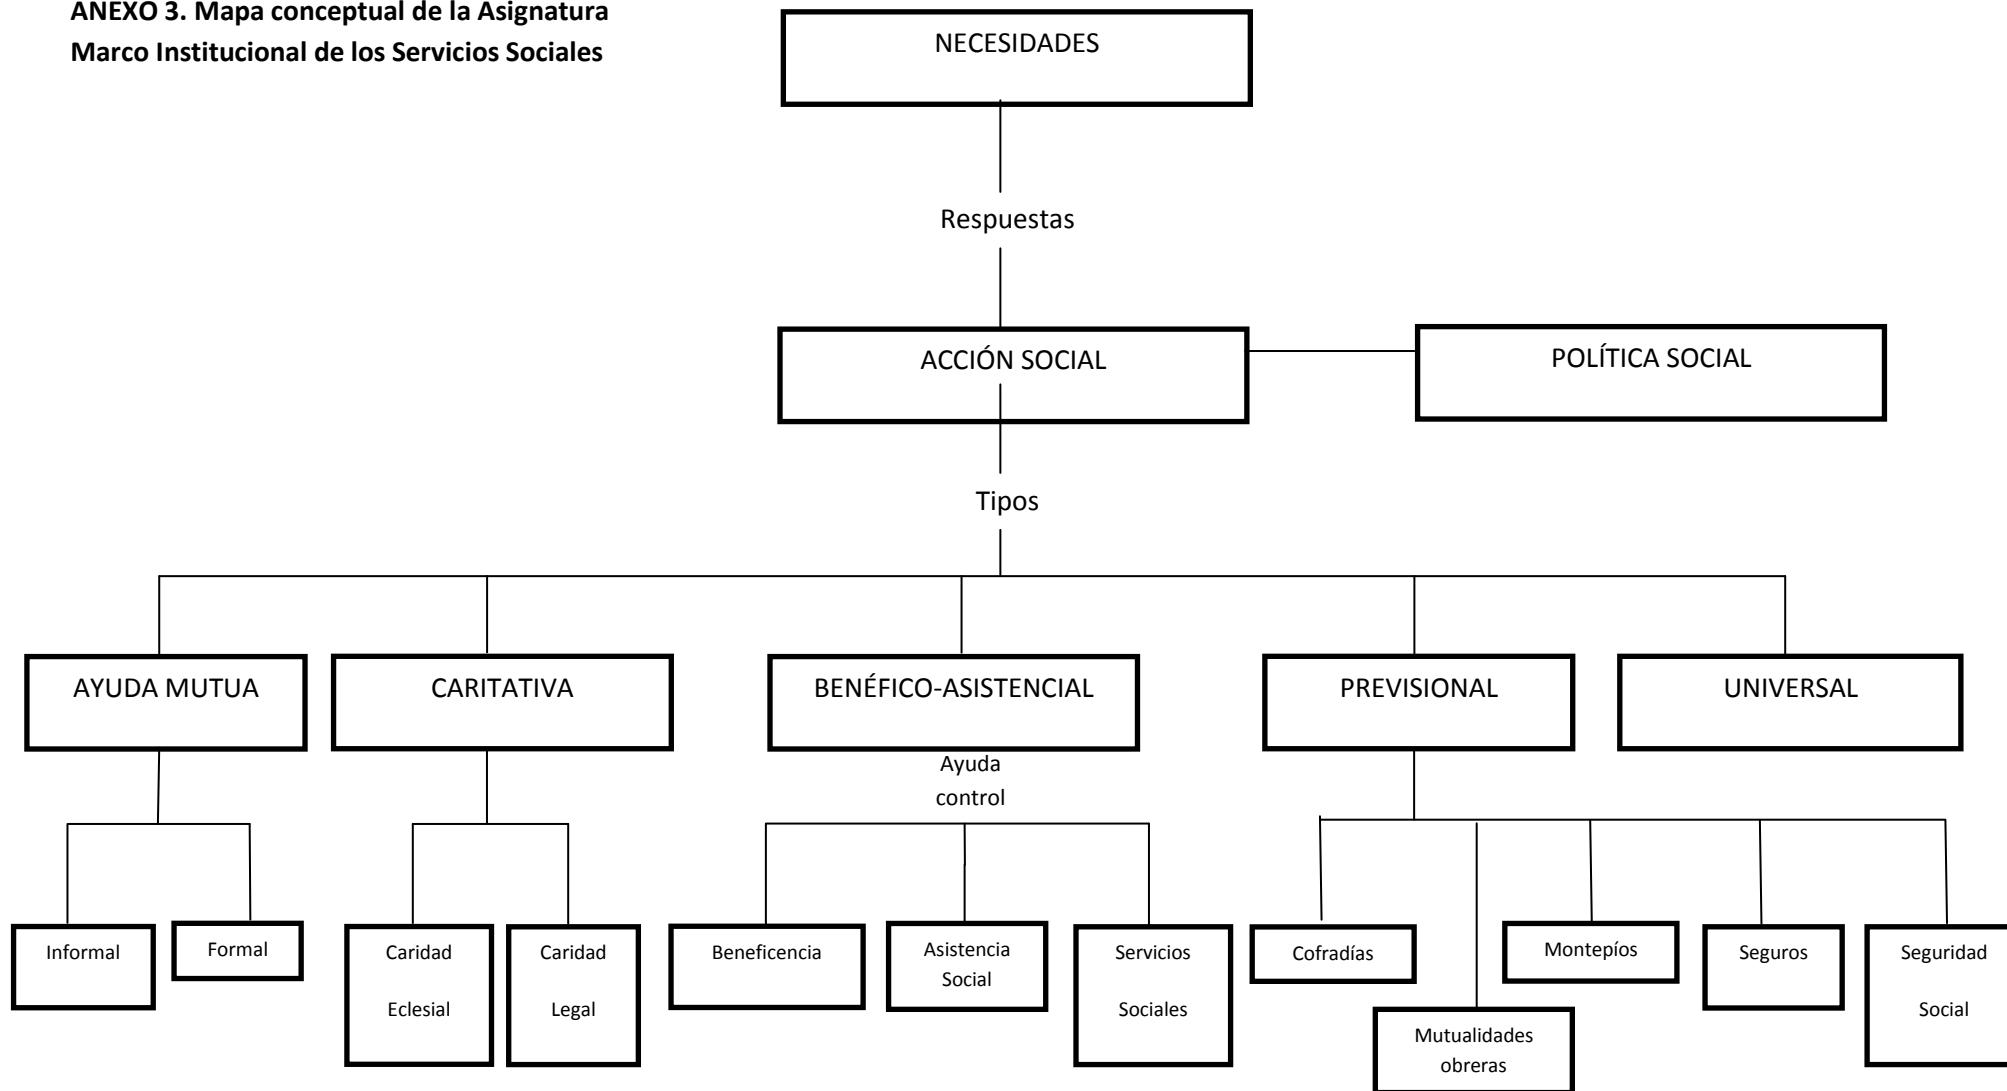 ANEXO 3. Mapa conceptual de la Asignatura
Marco Institucional de los Servicios Sociales
NECESIDADES
Respuestas
ACCIÓN SOCIAL
POLÍTICA SOCIAL
Tipos
AYUDA MUTUA
CARITATIVA
BENÉFICO-ASISTENCIAL
PREVISIONAL
UNIVERSAL
Ayuda
control
Informal
Formal
Caridad
Eclesial
Caridad
Legal
Beneficencia
Asistencia
Social
Servicios
Sociales
Cofradías
Mutualidades
obreras
Montepíos
Seguros
Seguridad
Social